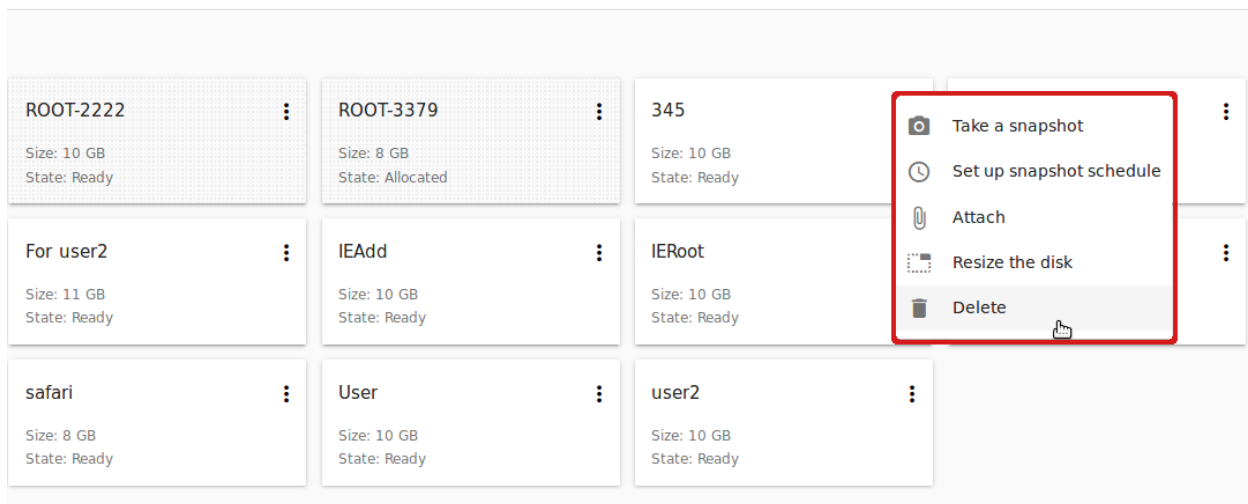 ROOT-2222
Size: 10 GB
State: Ready
ROOT-3379
Size: 8 GB
State: Allocated
345
Size: 10 GB
State: Ready
Take a snapshot
Set up snapshot schedule
Attach
Resize the disk
Delete
For user2
Size: 11 GB
State: Ready
IEAdd
Size: 10 GB
State: Ready
IERoot
Size: 10 GB
State: Ready
safari
Size: 8 GB
State: Ready
User
Size: 10 GB
State: Ready
user2
Size: 10 GB
State: Ready